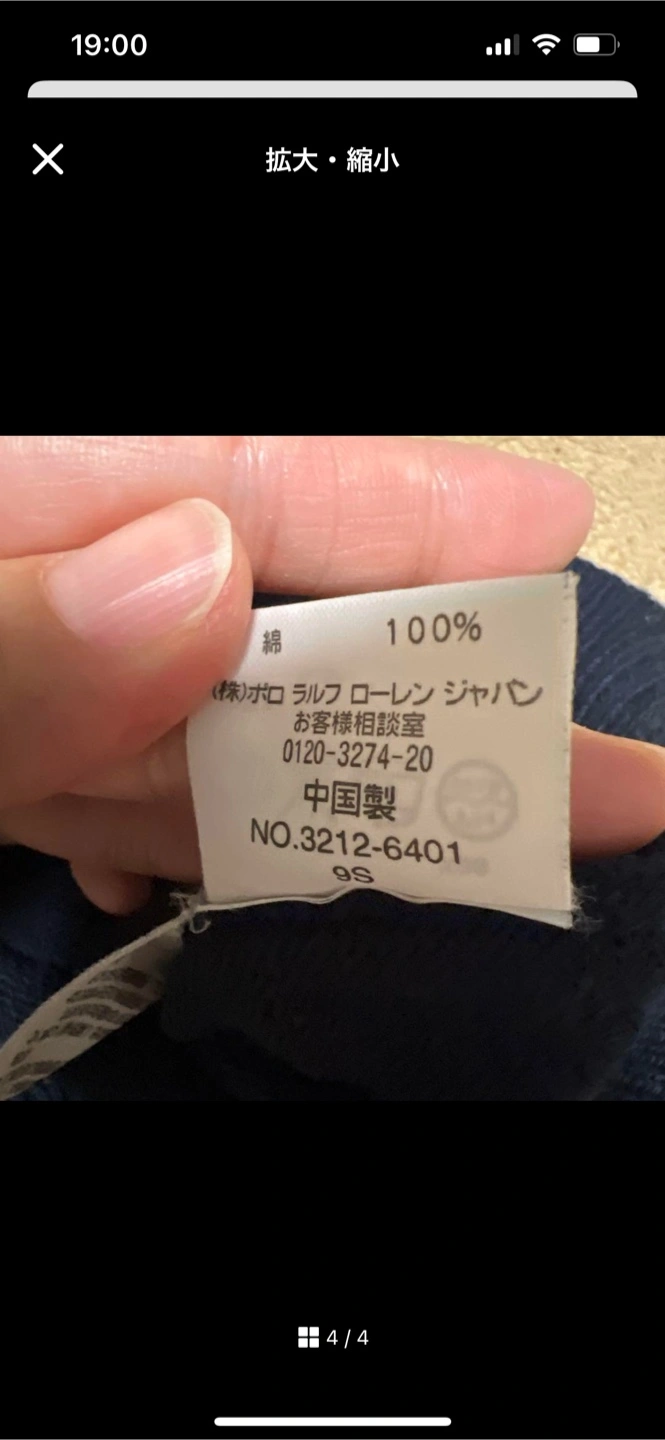 19:00
拡大・縮小
綿 100%
(株)ポロ ラルフ ローレン ジャパン
お客様相談室
0120-3274-20
中国製
NO.3212-6401
9S
4 / 4